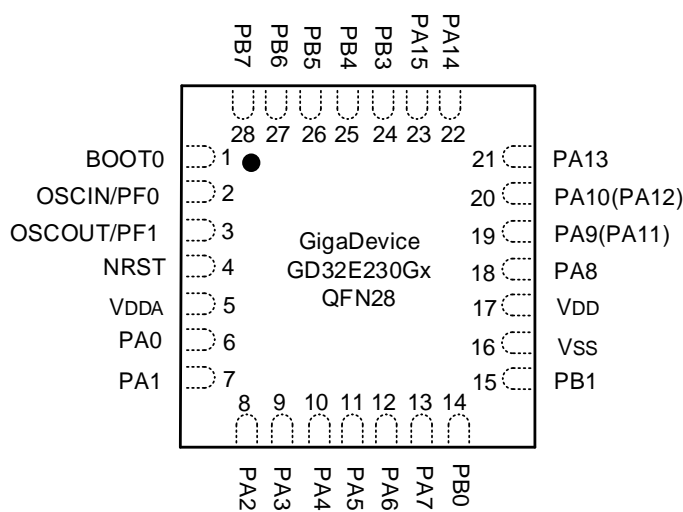 PB7 PB6 PB5 PB4 PB3 PA15 PA14
28 27 26 25 24 23 22
BOOT0 1
OSCIN/PF0 2
OSCOUT/PF1 3
NRST 4
VDDA 5
PA0 6
PA1 7
GigaDevice
GD32E230Gx
QFN28
21 PA13
20 PA10(PA12)
19 PA9(PA11)
18 PA8
17 VDD
16 VSS
15 PB1
8 9 10 11 12 13 14
PA2 PA3 PA4 PA5 PA6 PA7 PB0